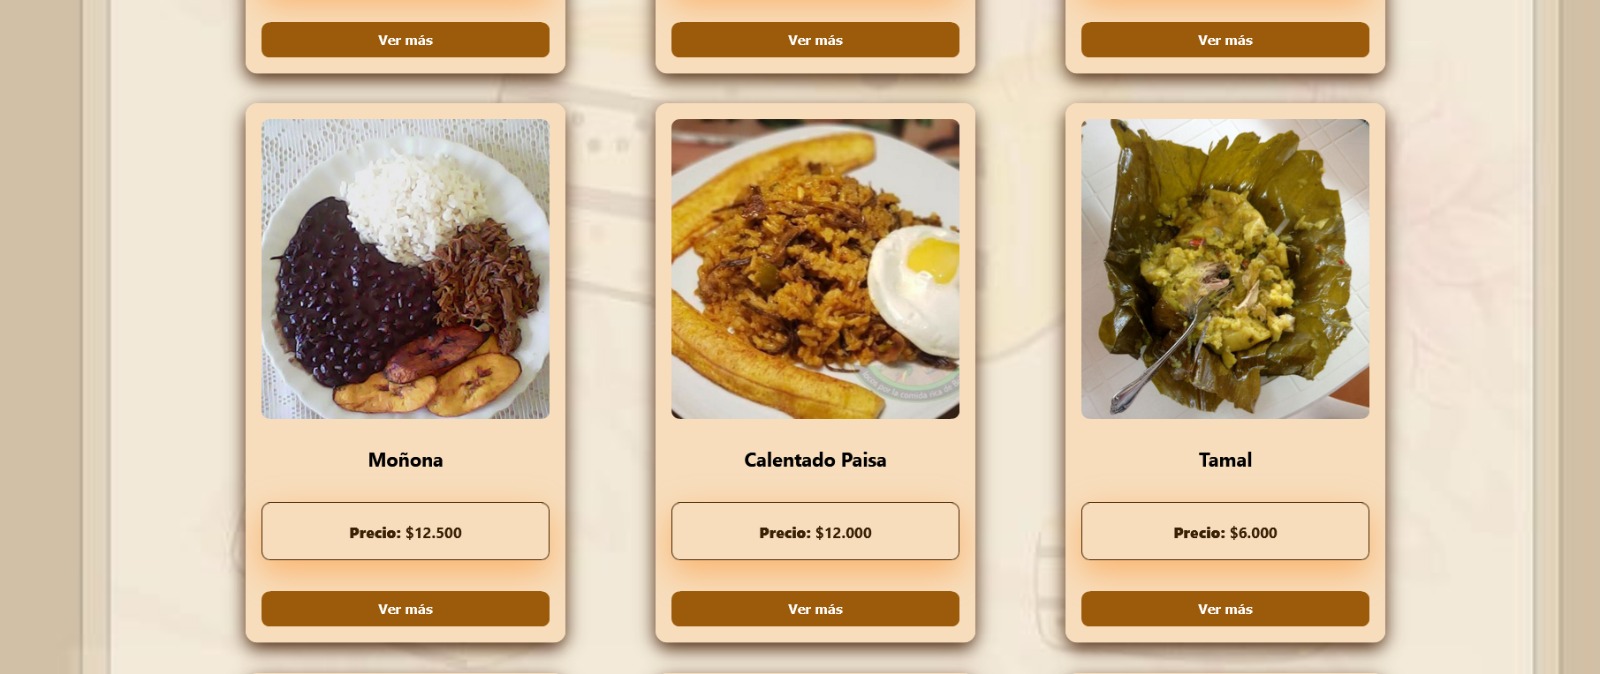 Ver más
Ver más
Ver más
Moñona
Calentado Paisa
Tamal
Precio: $12.500
Precio: $12.000
Precio: $6.000
Ver más
Ver más
Ver más